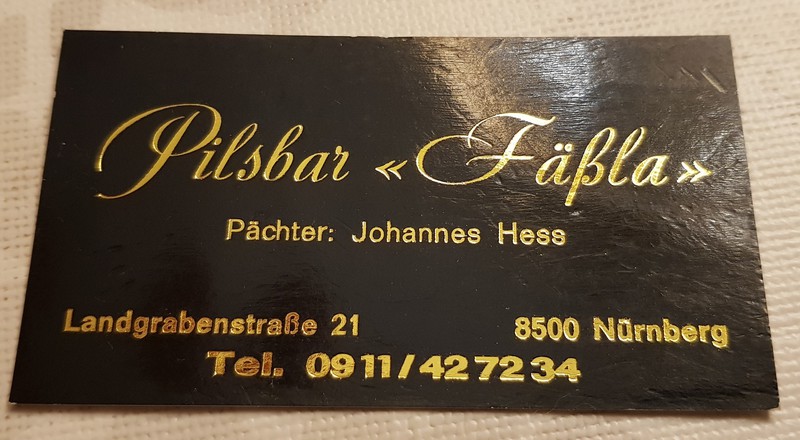 Pilsbar «Fäßla»
Pächter: Johannes Hess
Landgrabenstraße 21 8500 Nürnberg
Tel. 0911/427234